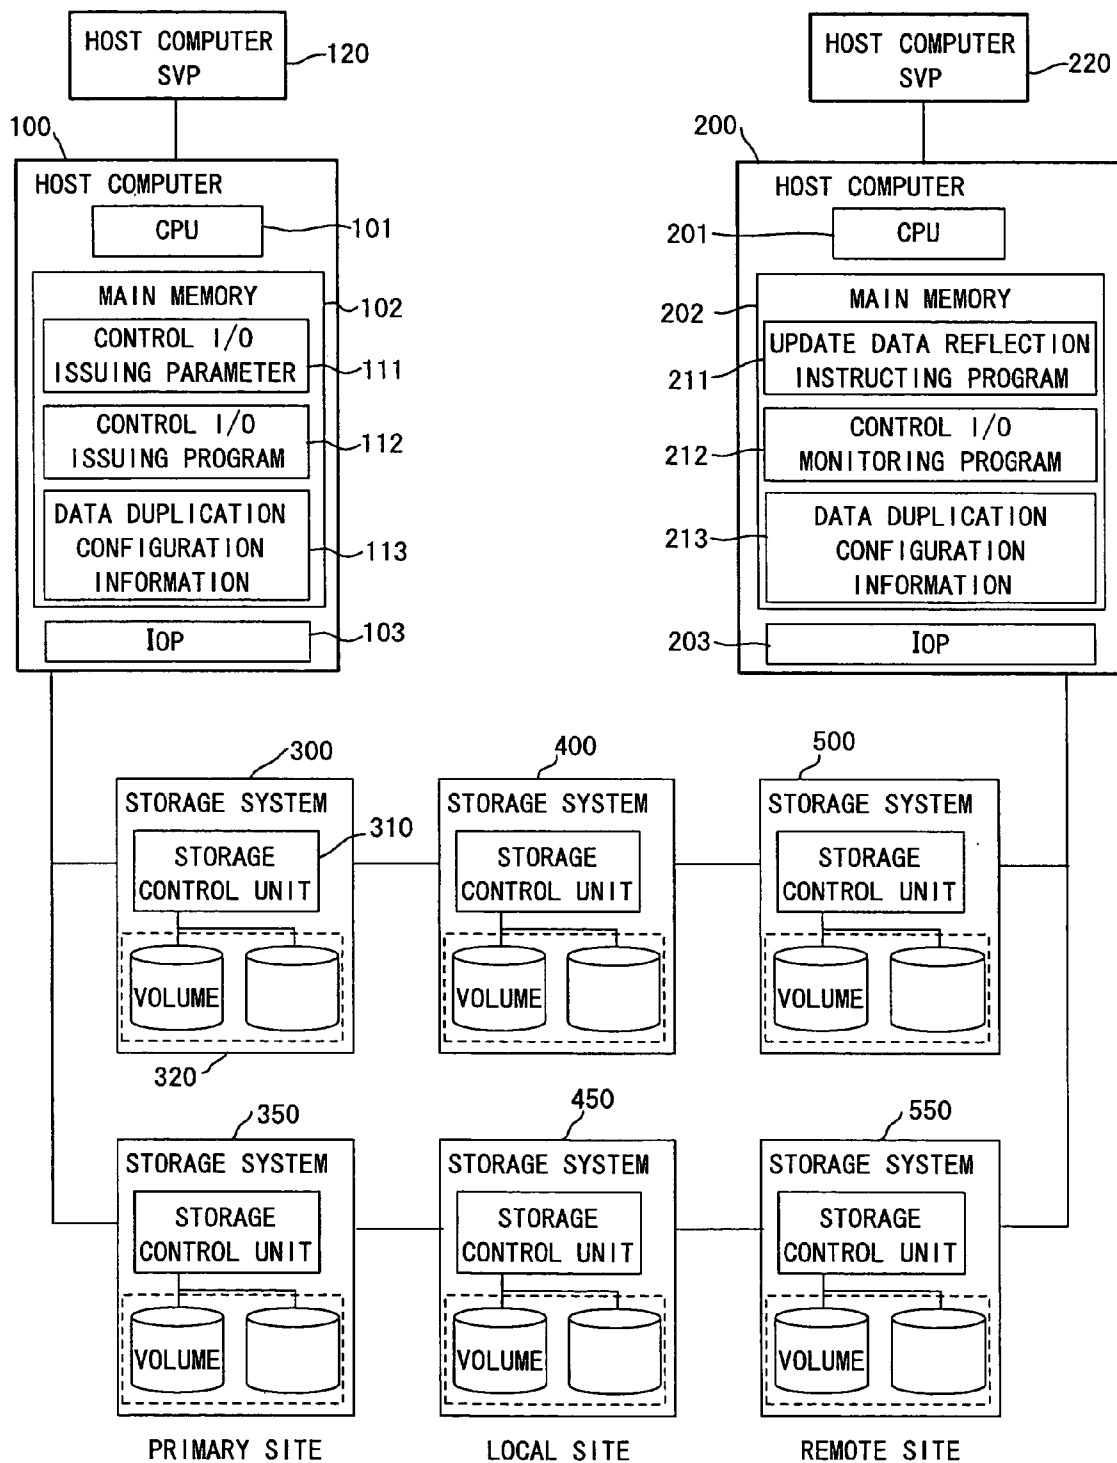 HOST COMPUTER
SVP
120
HOST COMPUTER
SVP
220
100
HOST COMPUTER
CPU
101
MAIN MEMORY
102
CONTROL I/O
ISSUING PARAMETER
111
CONTROL I/O
ISSUING PROGRAM
112
DATA DUPLICATION
CONFIGURATION
INFORMATION
113
IOP
103
200
HOST COMPUTER
CPU
201
MAIN MEMORY
202
UPDATE DATA REFLECTION
INSTRUCTING PROGRAM
211
CONTROL I/O
MONITORING PROGRAM
212
DATA DUPLICATION
CONFIGURATION
INFORMATION
213
IOP
203
300
STORAGE SYSTEM
310
STORAGE
CONTROL UNIT
VOLUME
320
400
STORAGE SYSTEM
STORAGE
CONTROL UNIT
VOLUME
500
STORAGE SYSTEM
STORAGE
CONTROL UNIT
VOLUME
350
STORAGE SYSTEM
STORAGE
CONTROL UNIT
VOLUME
450
STORAGE SYSTEM
STORAGE
CONTROL UNIT
VOLUME
550
STORAGE SYSTEM
STORAGE
CONTROL UNIT
VOLUME
PRIMARY SITE
LOCAL SITE
REMOTE SITE